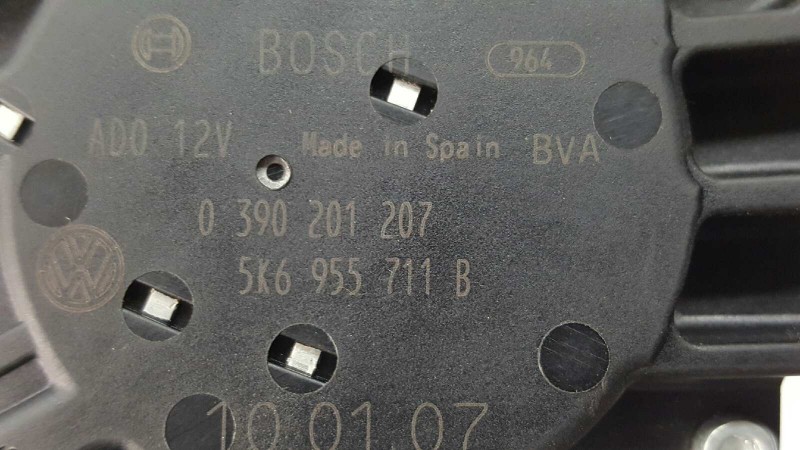 BOSCH 964
AD0 12V Made in Spain BVA
0 390 201 207
5K6 955 711 B
10.01.07